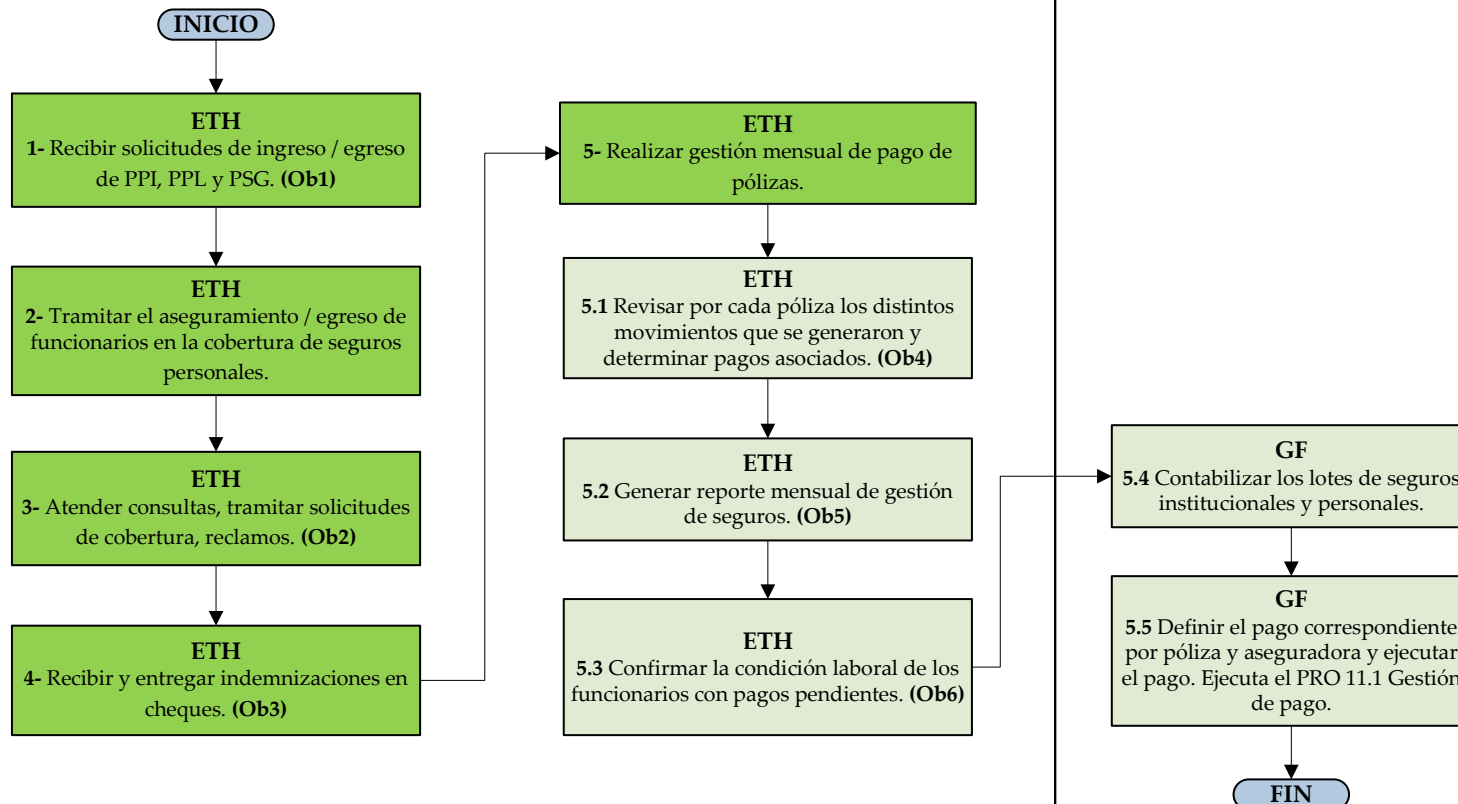 INICIO
ETH
1- Recibir solicitudes de ingreso / egreso
de PPI, PPL y PSG. (Ob1)
ETH
2- Tramitar el aseguramiento / egreso de
funcionarios en la cobertura de seguros
personales.
ETH
3- Atender consultas, tramitar solicitudes
de cobertura, reclamos. (Ob2)
ETH
4- Recibir y entregar indemnizaciones en
cheques. (Ob3)
ETH
5- Realizar gestión mensual de pago de
pólizas.
ETH
5.1 Revisar por cada póliza los distintos
movimientos que se generaron y
determinar pagos asociados. (Ob4)
ETH
5.2 Generar reporte mensual de gestión
de seguros. (Ob5)
ETH
5.3 Confirmar la condición laboral de los
funcionarios con pagos pendientes. (Ob6)
GF
5.4 Contabilizar los lotes de seguros
institucionales y personales.
GF
5.5 Definir el pago correspondiente
por póliza y aseguradora y ejecutar
el pago. Ejecuta el PRO 11.1 Gestión
de pago.
FIN